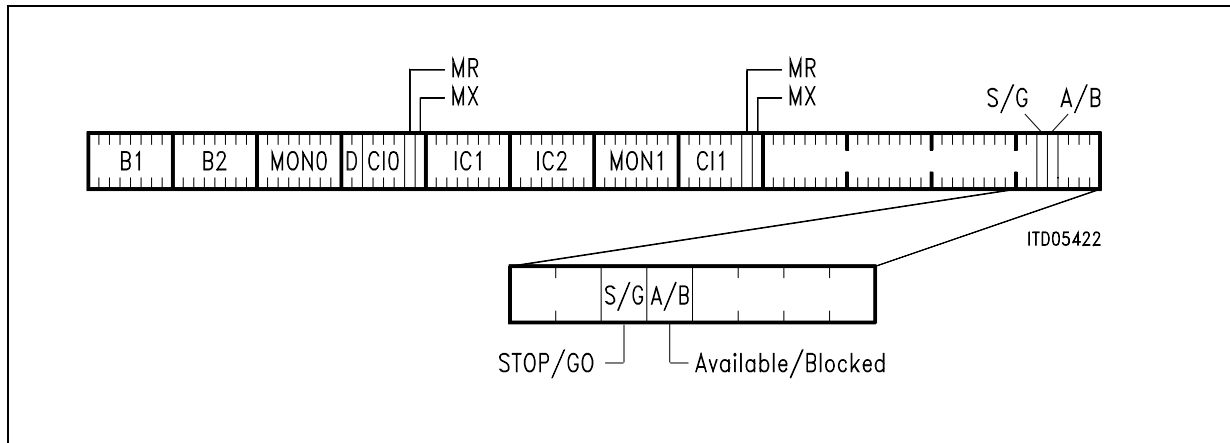 MR MR
MX MX S/G A/B
B1 B2 MON0 D CI0 IC1 IC2 MON1 CI1
ITD05422
S/G A/B
STOP/GO Available/Blocked